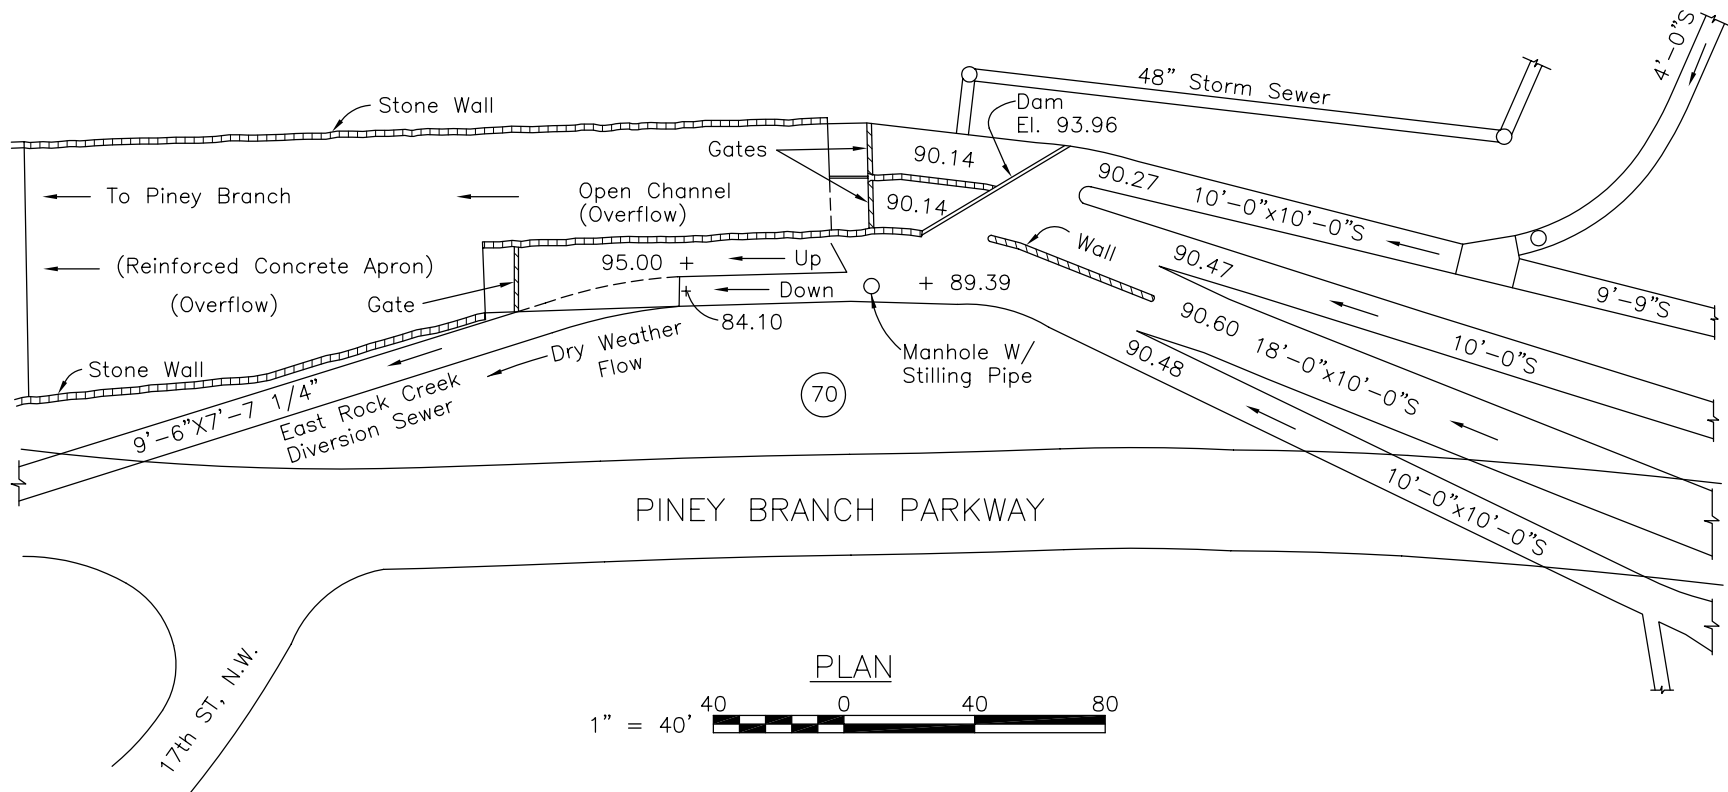 4'-0"S
48" Storm Sewer
Stone Wall
Dam
El. 93.96
Gates
90.14
90.27
10'-0"x10'-0"S
To Piney Branch
Open Channel
(Overflow)
90.14
Wall
90.47
(Reinforced Concrete Apron)
(Overflow)
95.00 +
Up
Gate
+
Down
+ 89.39
9'-9"S
84.10
90.60
18'-0"x10'-0"S
10'-0"S
Dry Weather
Flow
Manhole W/
Stilling Pipe
90.48
Stone Wall
70
9'-6"X7'-7 1/4"
East Rock Creek
Diversion Sewer
10'-0"x10'-0"S
PINEY BRANCH PARKWAY
17th ST, N.W.
PLAN
1" = 40'
40 0 40 80